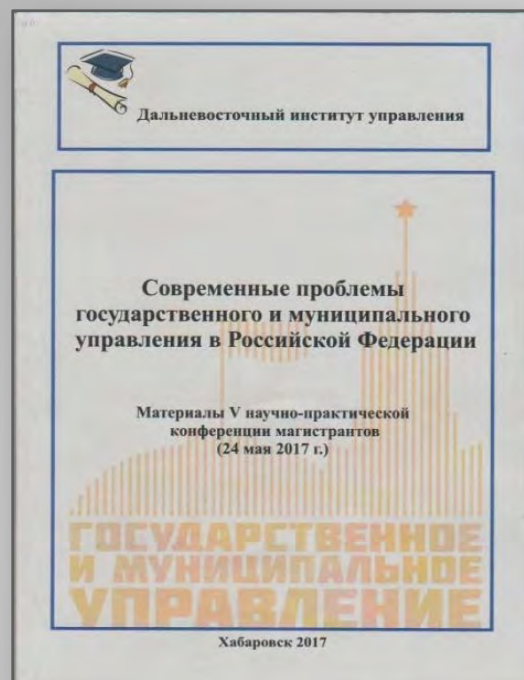 Дальневосточный институт управления
Современные проблемы
государственного и муниципального
управления в Российской Федерации
Материалы V научно-практической
конференции магистрантов
(24 мая 2017 г.)
ГОСУДАРСТВЕННОЕ
И МУНИЦИПАЛЬНОЕ
УПРАВЛЕНИЕ
Хабаровск 2017